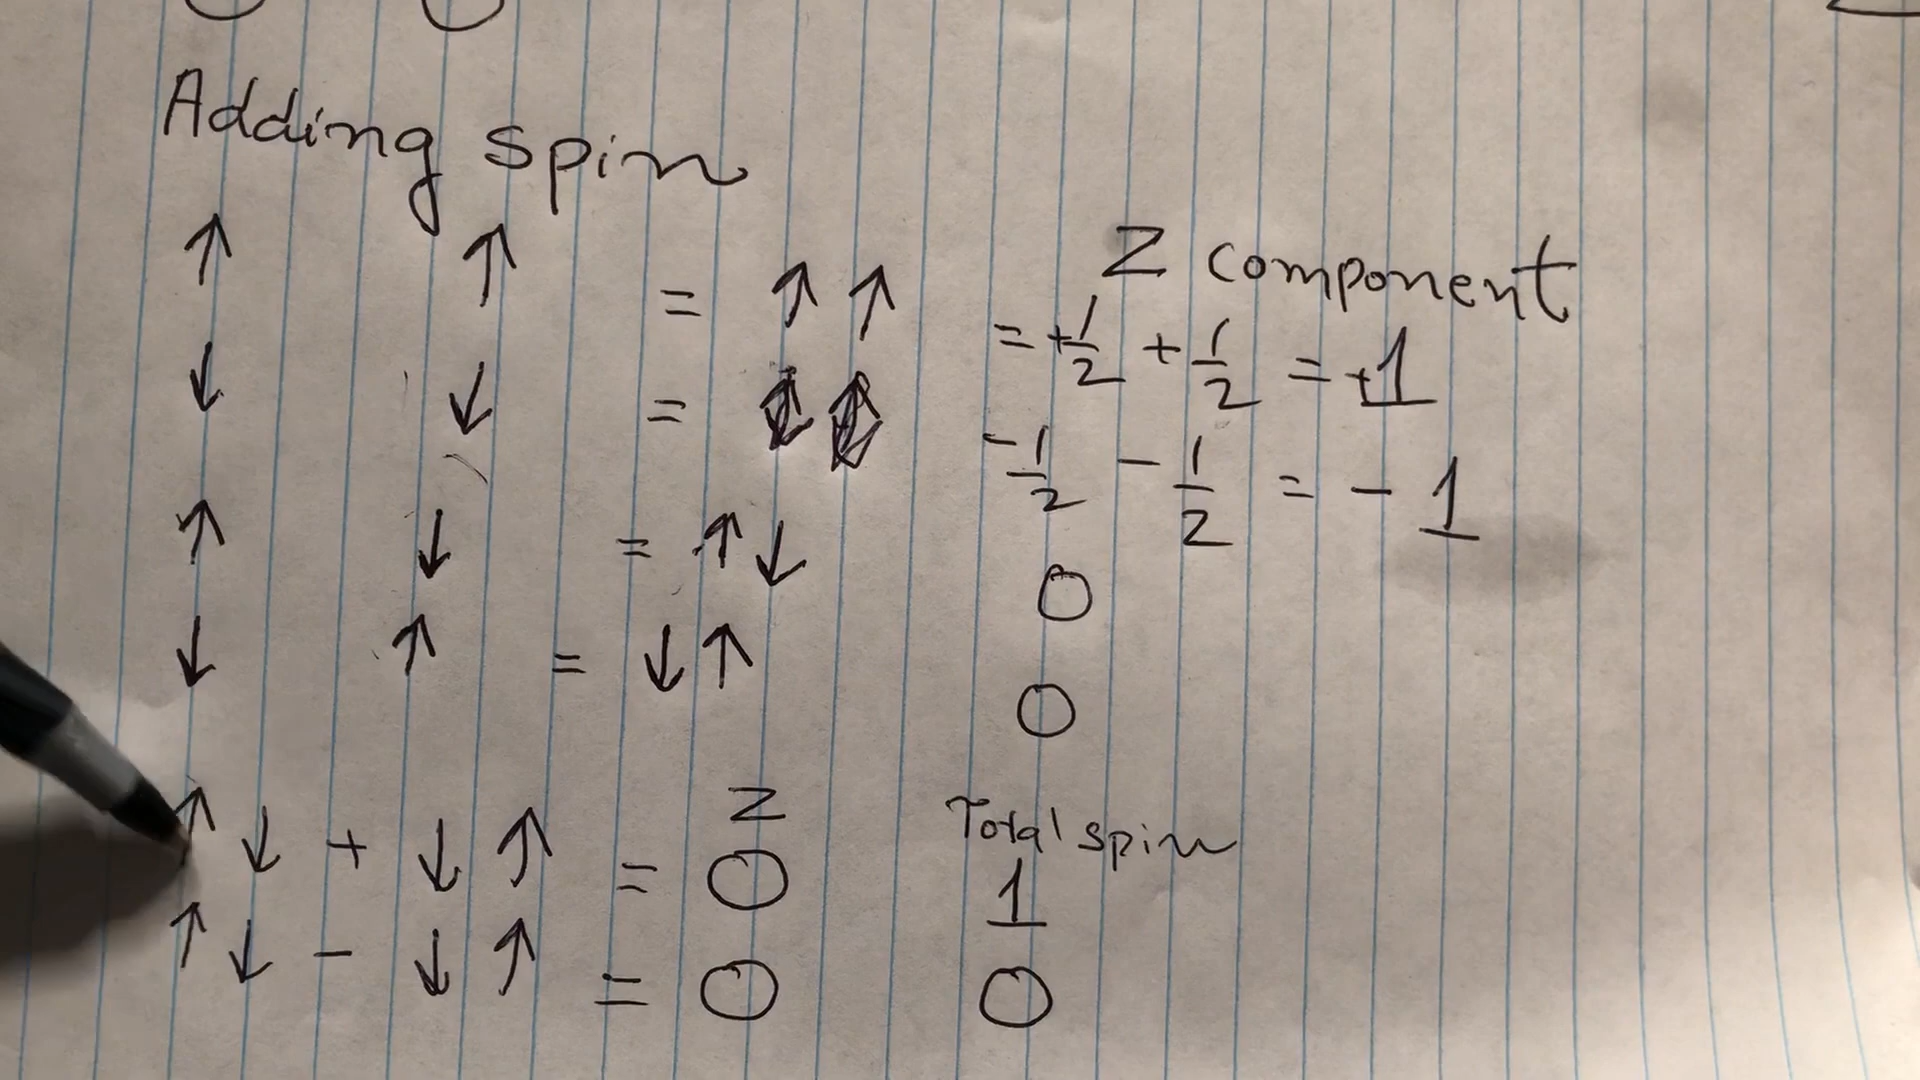 Adding spin
Z component
↑ ↑ = ↑ ↑ = +1/2 + 1/2 = +1
↓ ↓ = -1/2 - 1/2 = -1
↑ ↓ = ↑ ↓ 0
↓ ↑ = ↓ ↑ 0
Z Total spin
↑ ↓ + ↓ ↑ = 0 1
↑ ↓ - ↓ ↑ = 0 0